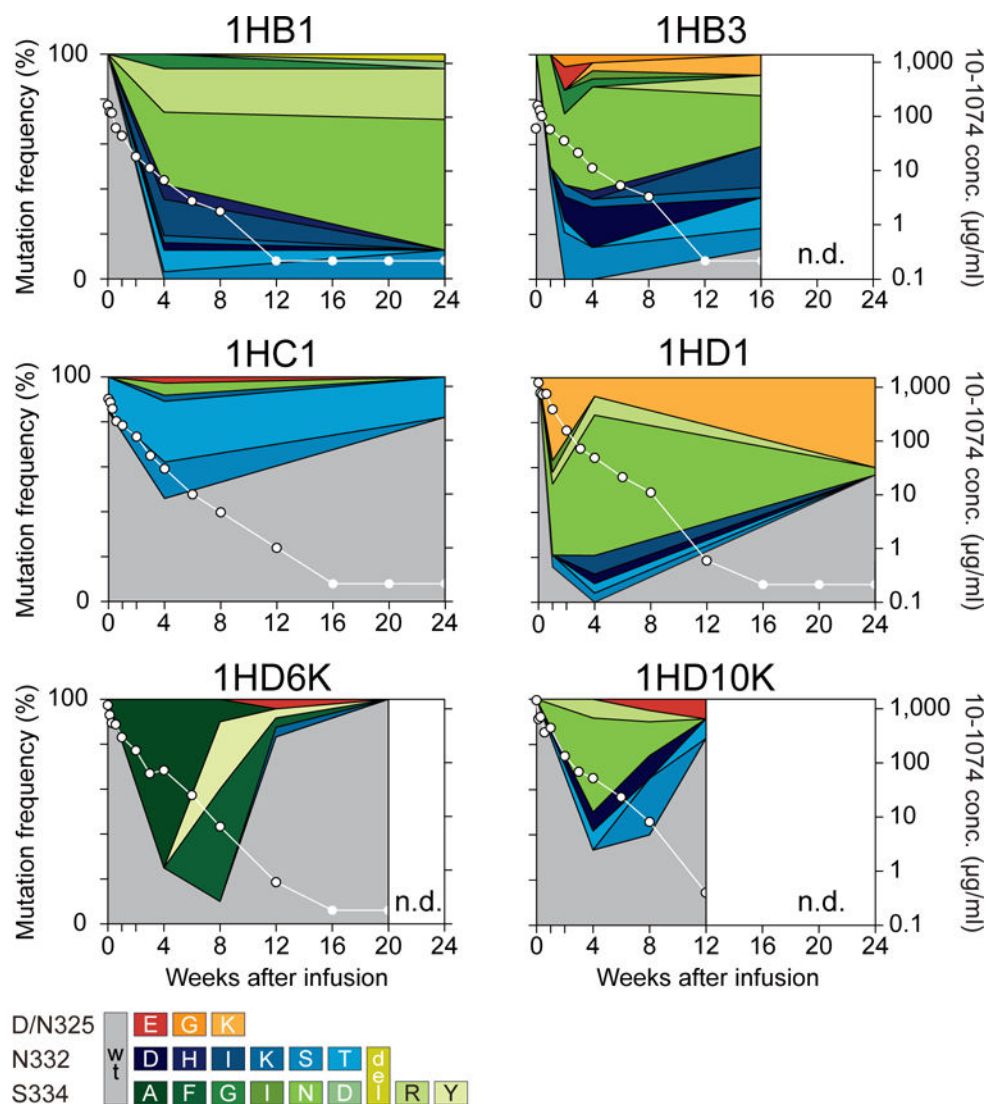 1HB1 1HB3
Mutation frequency (%) 100 0 0 4 8 12 16 20 24
n.d. 0 4 8 12 16 20 24 1,000 100 10 1 0.1 10-1074 conc. (µg/ml)
1HC1 1HD1
Mutation frequency (%) 100 0 0 4 8 12 16 20 24
0 4 8 12 16 20 24 1,000 100 10 1 0.1 10-1074 conc. (µg/ml)
1HD6K 1HD10K
Mutation frequency (%) 100 0 n.d. 0 4 8 12 16 20 24
n.d. 0 4 8 12 16 20 24 1,000 100 10 1 0.1 10-1074 conc. (µg/ml)
Weeks after infusion Weeks after infusion
D/N325 wt E G K
N332 D H I K S T del
S334 A F G I N D R Y